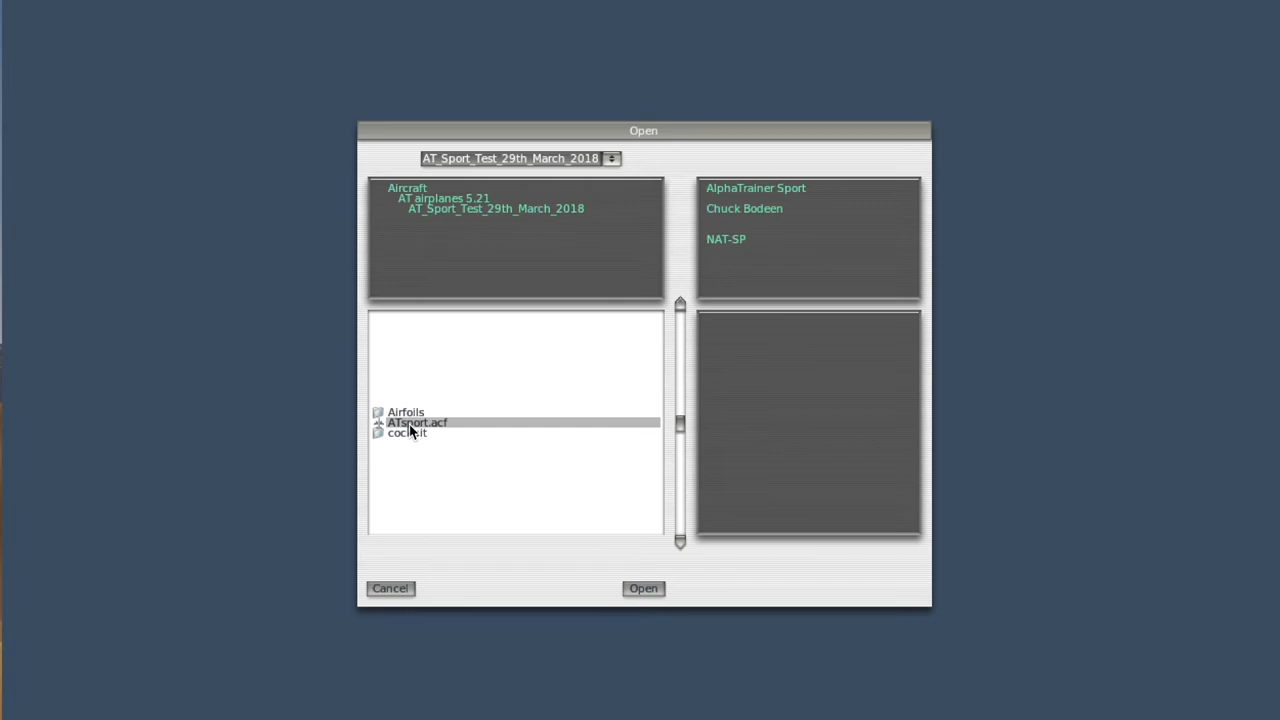 Open
AT_Sport_Test_29th_March_2018
Aircraft
AT airplanes 5.21
AT_Sport_Test_29th_March_2018
AlphaTrainer Sport
Chuck Bodeen
NAT-SP
Airfoils
ATsport.acf
cockpit
Cancel
Open